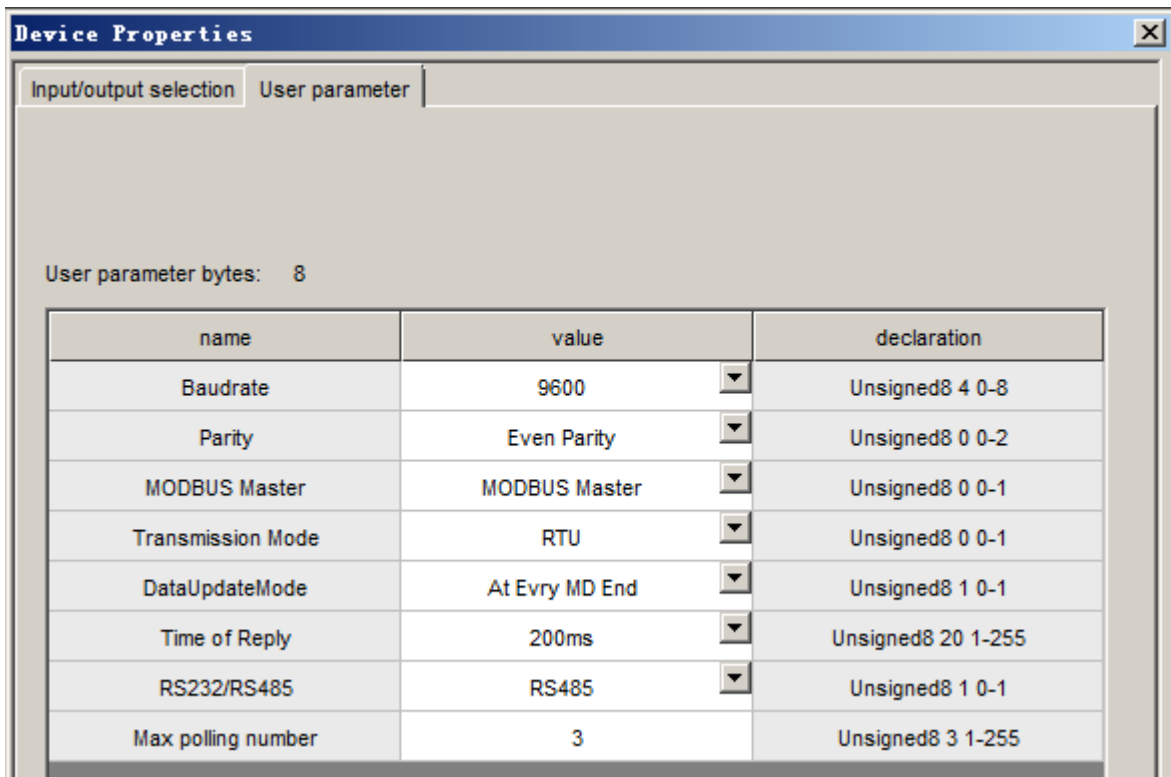 Device Properties
Input/output selection User parameter
User parameter bytes: 8
name value declaration
Baudrate 9600 Unsigned8 4 0-8
Parity Even Parity Unsigned8 0 0-2
MODBUS Master MODBUS Master Unsigned8 0 0-1
Transmission Mode RTU Unsigned8 0 0-1
DataUpdateMode At Evry MD End Unsigned8 1 0-1
Time of Reply 200ms Unsigned8 20 1-255
RS232/RS485 RS485 Unsigned8 1 0-1
Max polling number 3 Unsigned8 3 1-255